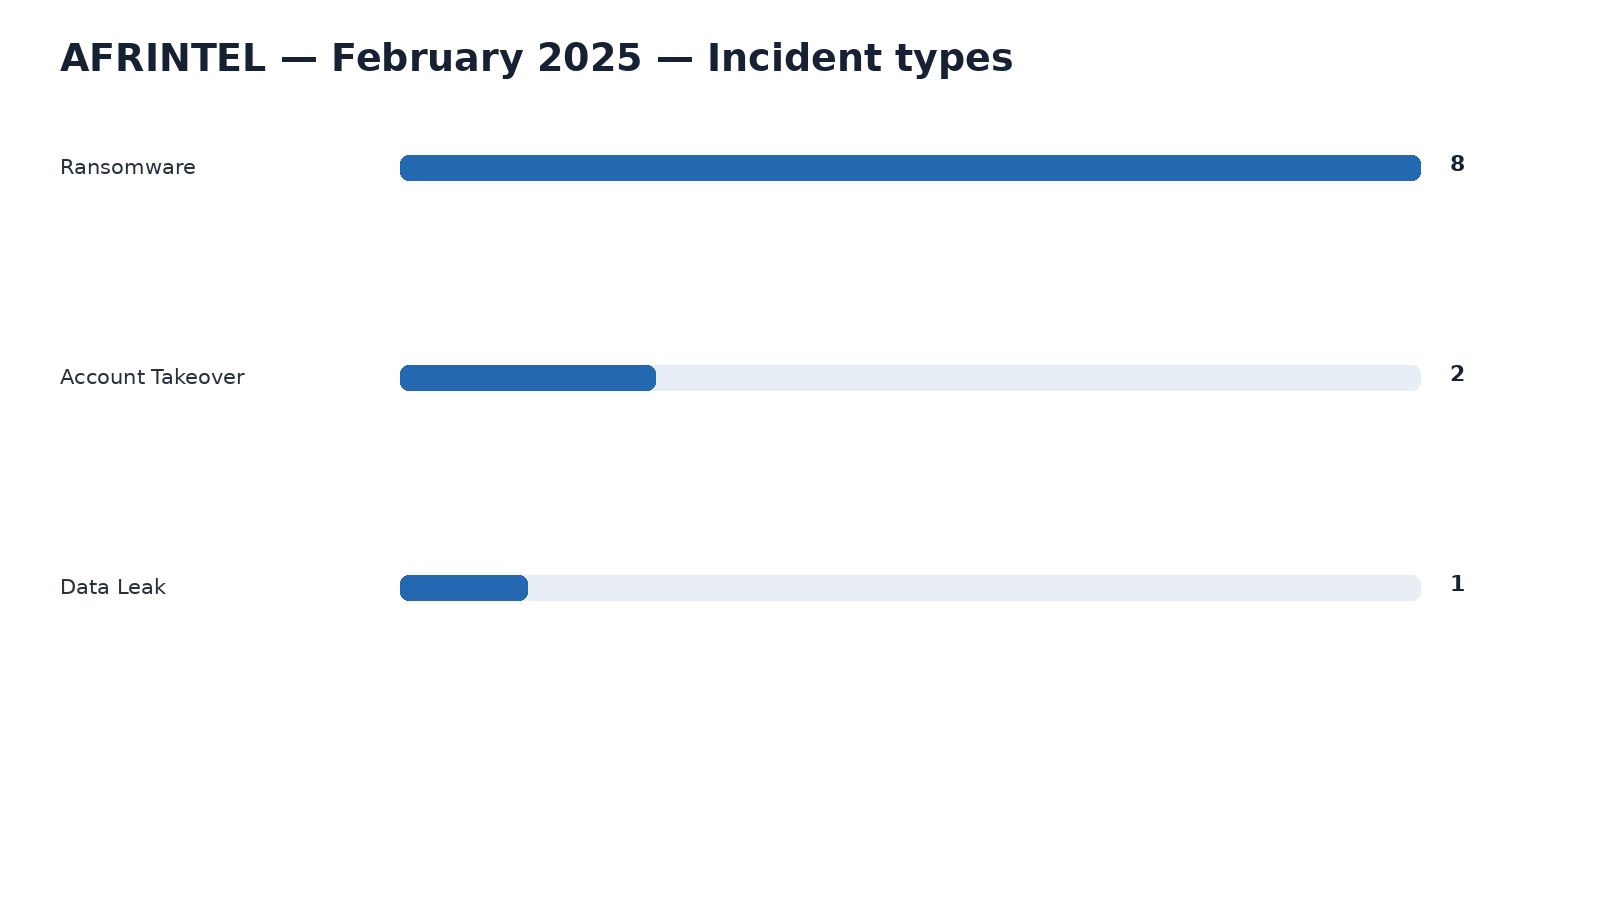 AFRINTEL — February 2025 — Incident types
Ransomware 8
Account Takeover 2
Data Leak 1